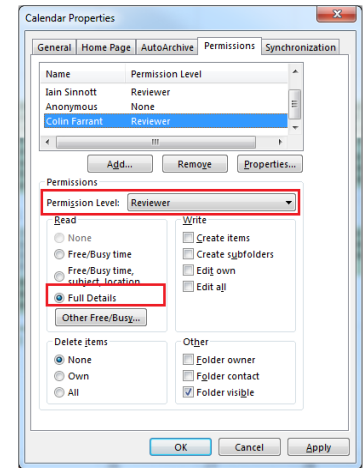 Calendar Properties
General Home Page AutoArchive Permissions Synchronization
Name Permission Level
Iain Sinnott Reviewer
Anonymous None
Colin Farrant Reviewer
Add... Remove Properties...
Permissions
Permission Level: Reviewer
Read Write
None Create items
Free/Busy time Create subfolders
Free/Busy time, Edit own
subject, location Edit all
Full Details
Other Free/Busy...
Delete items Other
None Folder owner
Own Folder contact
All Folder visible
OK Cancel Apply